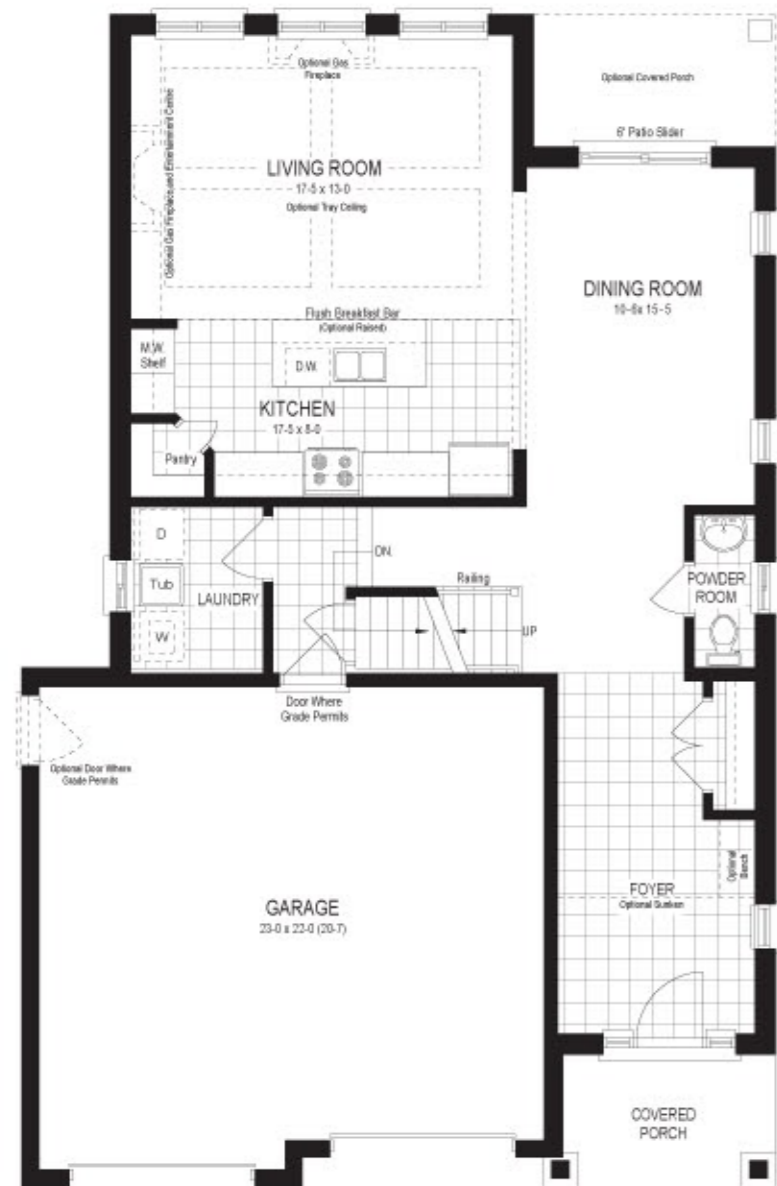 Optional Gas
Fireplace
Optional Covered Porch
6' Patio Slider
Optional Gas Fireplace and Entertainment Centre
LIVING ROOM
17-5 x 13-0
Optional Tray Ceiling
DINING ROOM
10-6x 15-5
Flush Breakfast Bar
(Optional Raised)
M.W.
Shelf
D.W.
KITCHEN
17-5 x 8-0
Pantry
D
Tub
W
LAUNDRY
DN.
Railing
UP
POWDER
ROOM
Door Where
Grade Permits
Optional Door Where
Grade Permits
Optional
Bench
FOYER
Optional Sunken
GARAGE
23-0 x 22-0 (20-7)
COVERED
PORCH